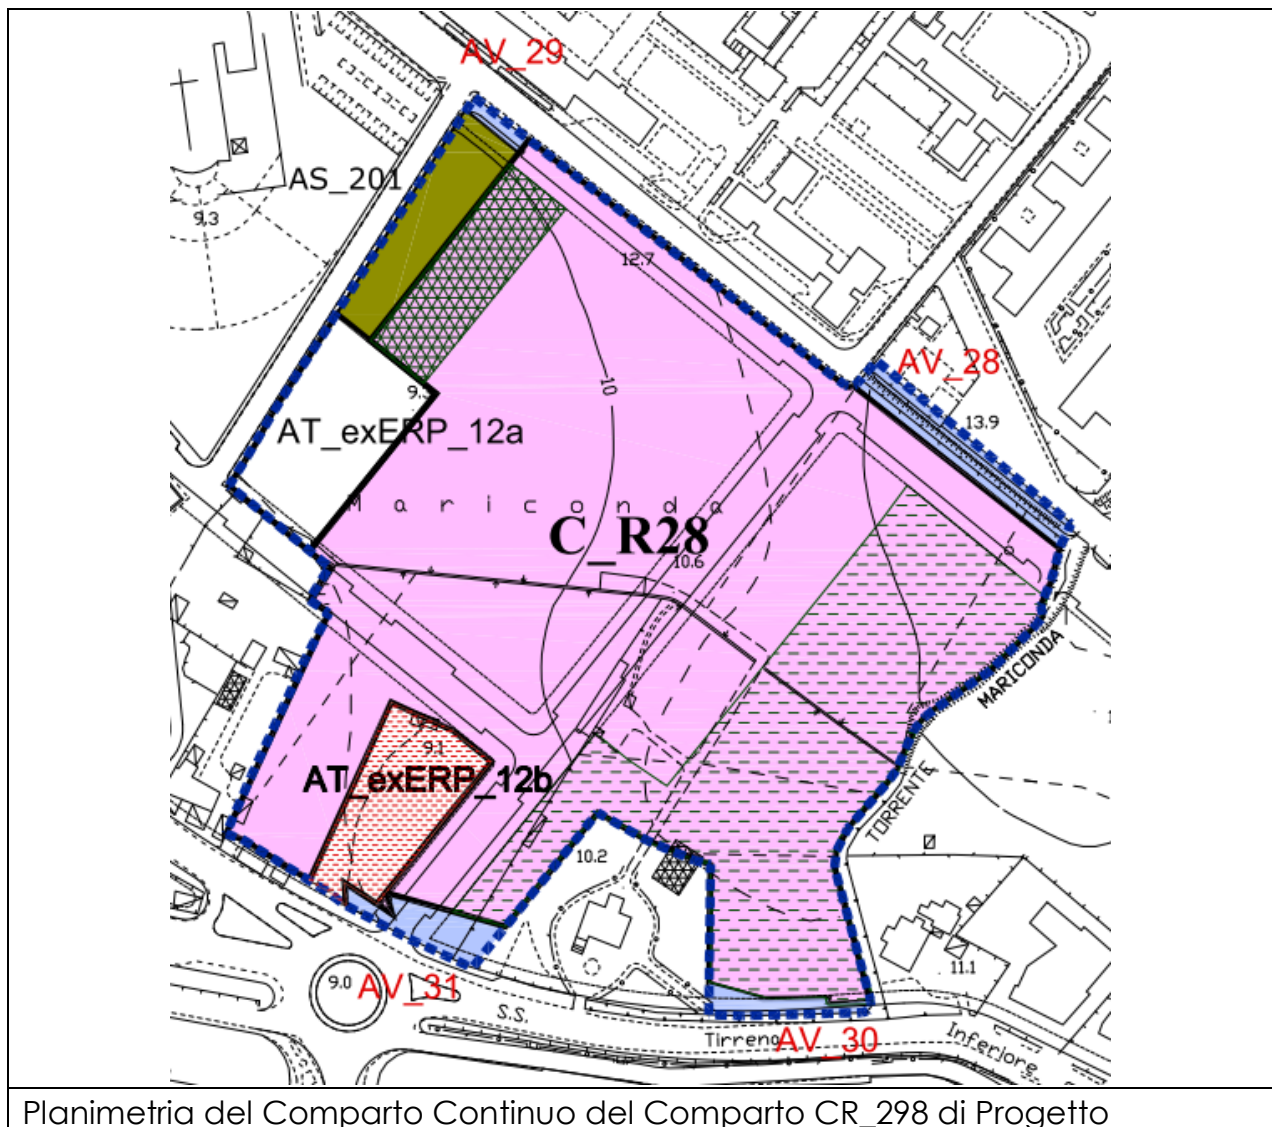 AV_29
AS_201
9.3
12.7
AV_28
10
13.9
9.
AT_exERP_12a
Mariconda
C_R28
10.6
MARICONDA
9.1
AT_exERP_12b
TORRENTE
10.2
11.1
9.0
AV_31
S.S.
Tirrena
AV_30
Inferiore
Planimetria del Comparto Continuo del Comparto CR_298 di Progetto